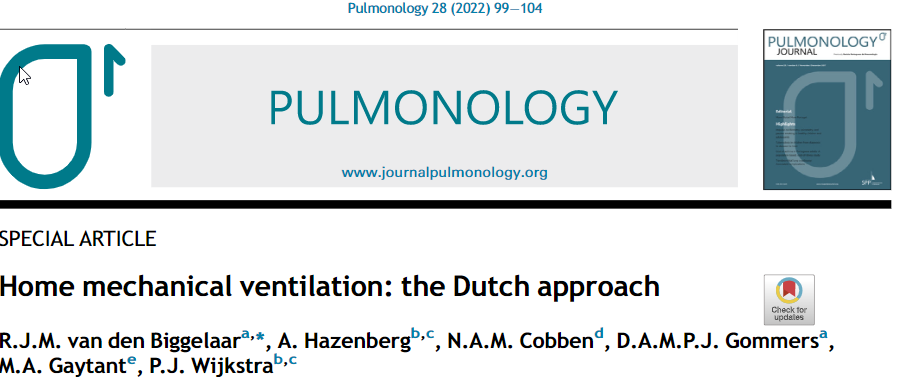 Pulmonology 28 (2022) 99—104
PULMONOLOGY
www.journalpulmonology.org
PULMONOLOGY
JOURNAL
SPECIAL ARTICLE
Home mechanical ventilation: the Dutch approach
Check for
updates
R.J.M. van den Biggelaar a,*, A. Hazenberg b,c, N.A.M. Cobben d, D.A.M.P.J. Gommers a,
M.A. Gaytant e, P.J. Wijkstra b,c